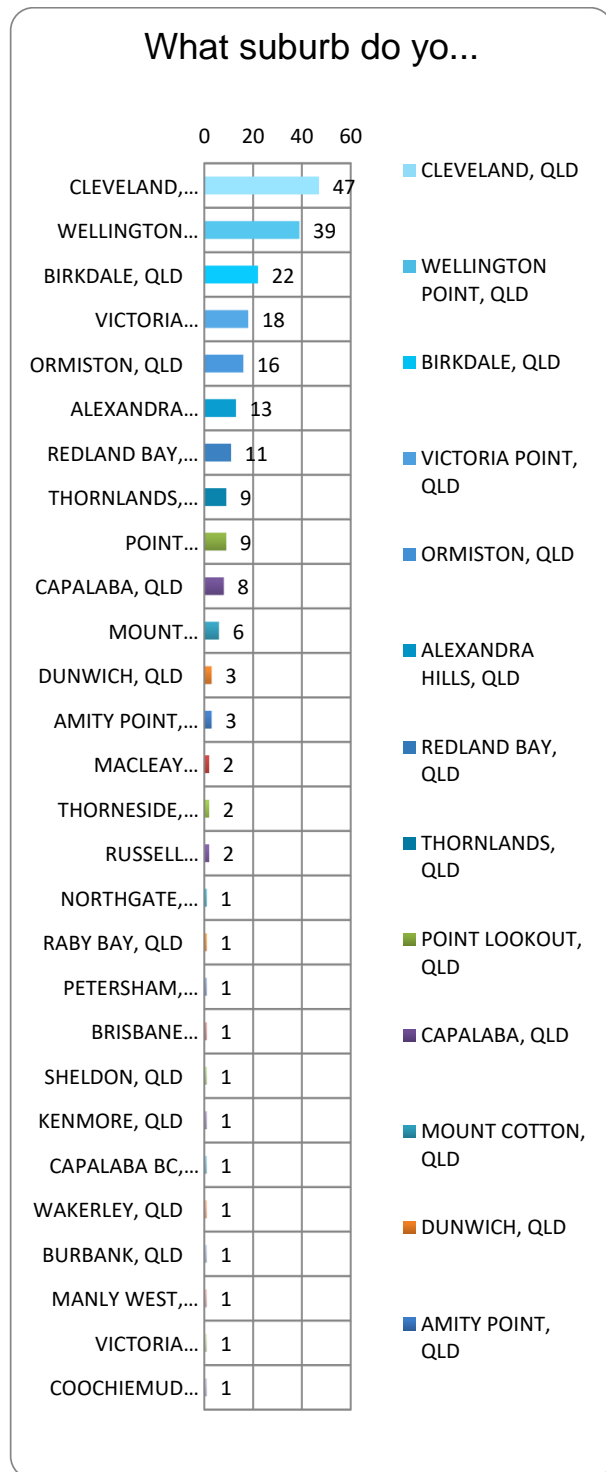 What suburb do yo...
0 20 40 60
CLEVELAND,... 47
WELLINGTON... 39
BIRKDALE, QLD 22
VICTORIA... 18
ORMISTON, QLD 16
ALEXANDRA... 13
REDLAND BAY,... 11
THORNLANDS,... 9
POINT... 9
CAPALABA, QLD 8
MOUNT... 6
DUNWICH, QLD 3
AMITY POINT,... 3
MACLEAY... 2
THORNESIDE,... 2
RUSSELL... 2
NORTHGATE,... 1
RABY BAY, QLD 1
PETERSHAM,... 1
BRISBANE... 1
SHELDON, QLD 1
KENMORE, QLD 1
CAPALABA BC,... 1
WAKERLEY, QLD 1
BURBANK, QLD 1
MANLY WEST,... 1
VICTORIA... 1
COOCHIEMUD... 1
CLEVELAND, QLD
WELLINGTON
POINT, QLD
BIRKDALE, QLD
VICTORIA POINT,
QLD
ORMISTON, QLD
ALEXANDRA
HILLS, QLD
REDLAND BAY,
QLD
THORNLANDS,
QLD
POINT LOOKOUT,
QLD
CAPALABA, QLD
MOUNT COTTON,
QLD
DUNWICH, QLD
AMITY POINT,
QLD